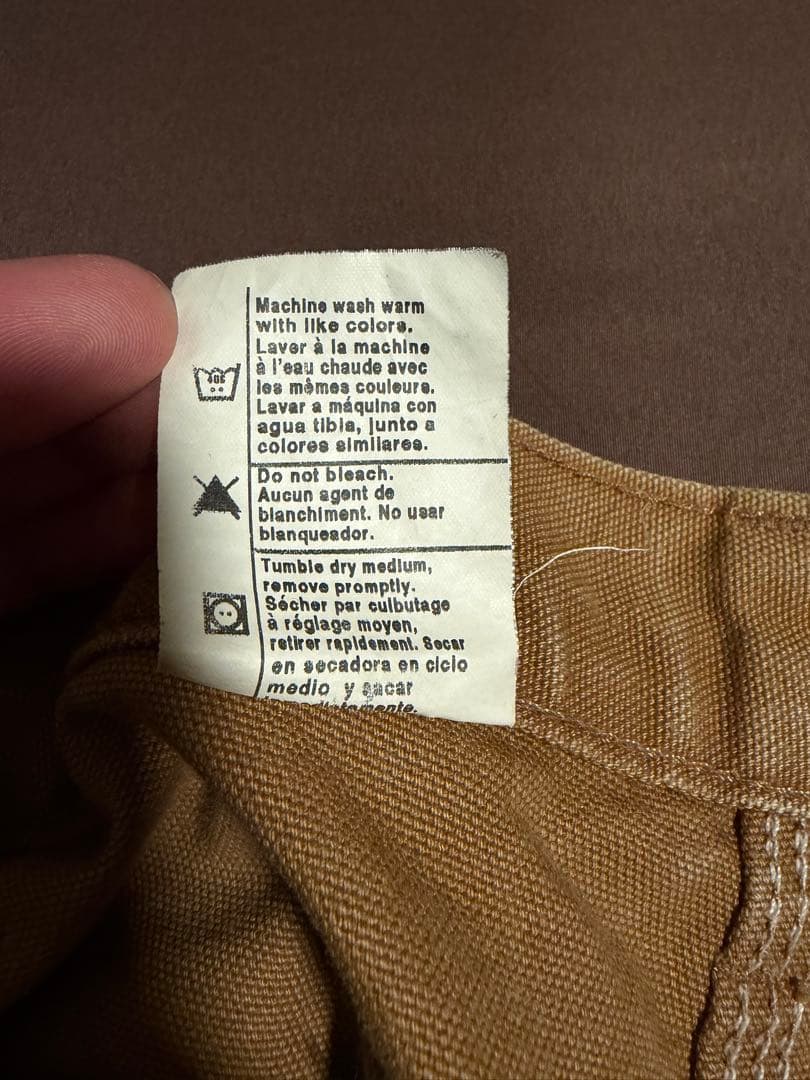 Machine wash warm
with like colors.
Laver à la machine
à l'eau chaude avec
les mêmes couleurs.
Lavar a máquina con
agua tibia, junto a
colores similares.
Do not bleach.
Aucun agent de
blanchiment. No usar
blanqueador.
Tumble dry medium,
remove promptly.
Sécher par culbutage
à réglage moyen,
retirer rapidement. Secar
en secadora en ciclo
medio y sacar